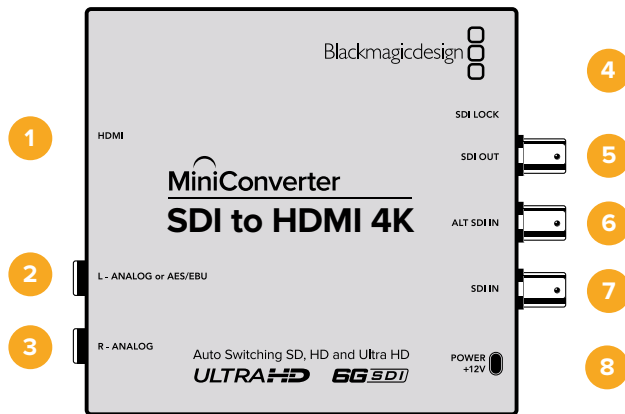 Blackmagicdesign
4
SDI LOCK
1
HDMI
SDI OUT
5
MiniConverter
SDI to HDMI 4K
ALT SDI IN
6
2
L - ANALOG or AES/EBU
SDI IN
7
3
R - ANALOG
Auto Switching SD, HD and Ultra HD
POWER
+12V
8
ULTRAHD 6G SDI